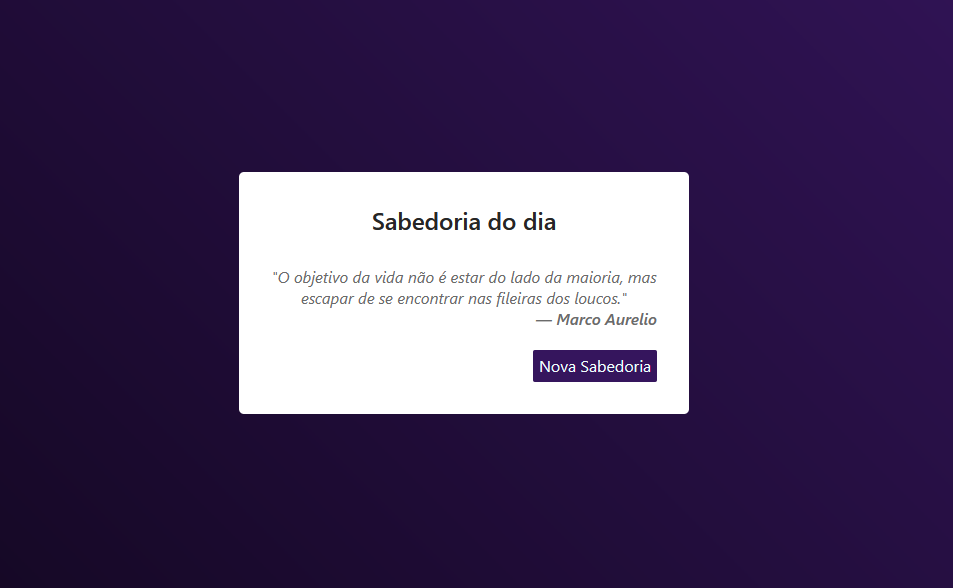 Sabedoria do dia
"O objetivo da vida não é estar do lado da maioria, mas
escapar de se encontrar nas fileiras dos loucos."
— Marco Aurelio
Nova Sabedoria